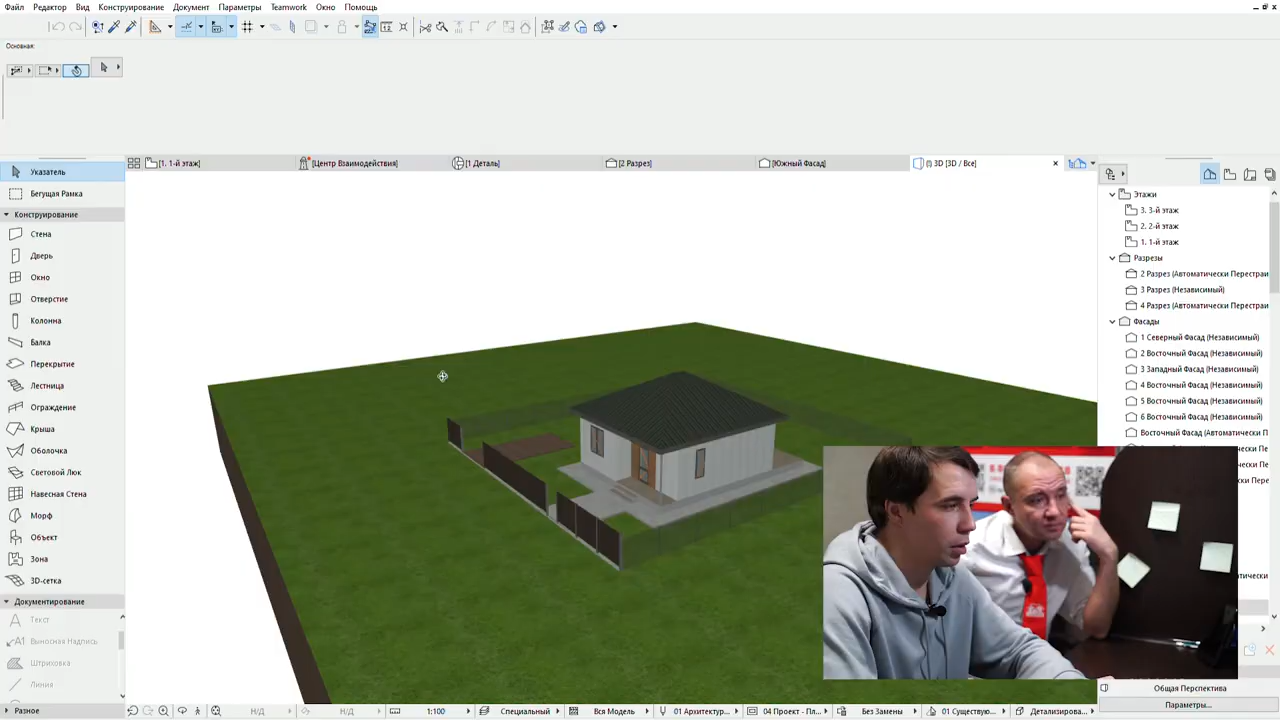 Файл Редактор Вид Конструирование Документ Параметры Teamwork Окно Помощь
Основная:
[1. 1-й этаж]
[Центр Взаимодействия]
[1 Деталь]
[2 Разрез]
[Южный Фасад]
(!) 3D [3D / Все]
Указатель
Бегущая Рамка
Конструирование
Стена
Дверь
Окно
Отверстие
Колонна
Балка
Перекрытие
Лестница
Ограждение
Крыша
Оболочка
Световой Люк
Навесная Стена
Морф
Объект
Зона
3D-сетка
Документирование
Текст
Выносная Надпись
Штриховка
Линия
Разное
Этажи
3. 3-й этаж
2. 2-й этаж
1. 1-й этаж
Разрезы
2 Разрез (Автоматически Перестраи
3 Разрез (Независимый)
4 Разрез (Автоматически Перестраи
Фасады
1 Северный Фасад (Независимый)
2 Восточный Фасад (Независимый)
3 Западный Фасад (Независимый)
4 Восточный Фасад (Независимый)
5 Восточный Фасад (Независимый)
6 Восточный Фасад (Независимый)
Восточный Фасад (Автоматически П
Общая Перспектива
Параметры...
Н/Д
Н/Д
1:100
Специальный
Вся Модель
01 Архитектур...
04 Проект - Пл...
Без Замены
01 Существую...
Детализирова...